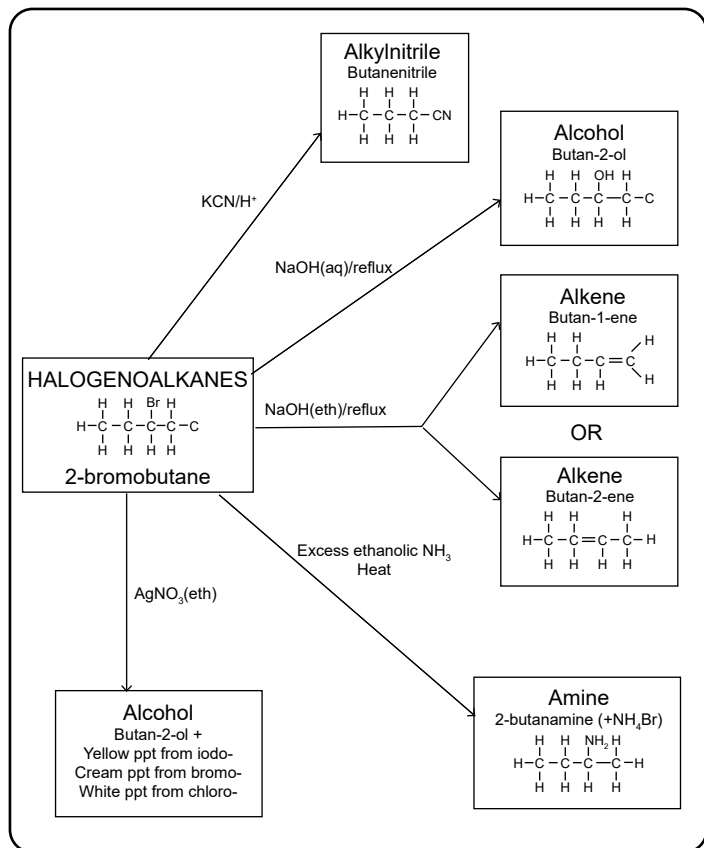 Alkylnitrile
Butanenitrile
H H H
H–C–C–C–CN
H H H
KCN/H⁺
Alcohol
Butan-2-ol
H H OH H
H–C–C–C–C–C
H H H H
NaOH(aq)/reflux
Alkene
Butan-1-ene
H H H
H–C–C–C=C
H H H H
HALOGENOALKANES
H H Br H
H–C–C–C–C–C
H H H H
2-bromobutane
NaOH(eth)/reflux
OR
Alkene
Butan-2-ene
H H H
H–C–C=C–C–H
H H H H
Excess ethanolic NH₃
Heat
AgNO₃(eth)
Alcohol
Butan-2-ol +
Yellow ppt from iodo-
Cream ppt from bromo-
White ppt from chloro-
Amine
2-butanamine (+NH₄Br)
H H NH₂ H
H–C–C–C–C–H
H H H H